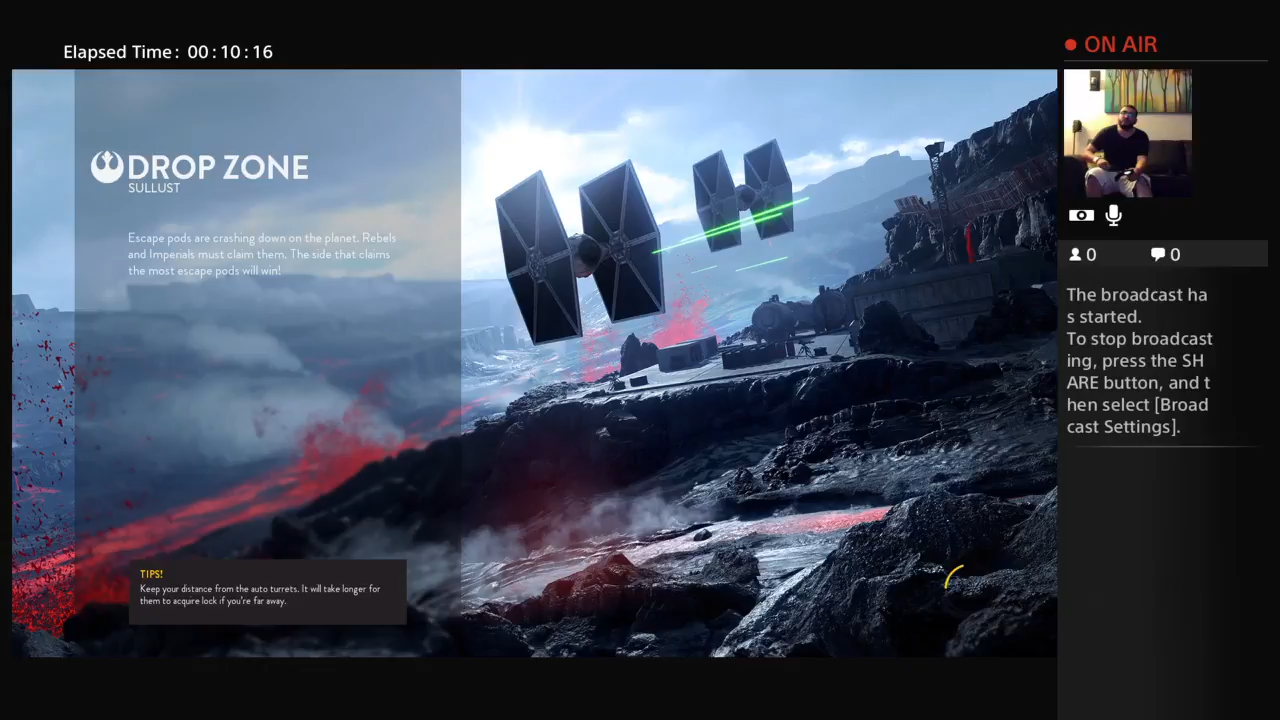 Elapsed Time: 00:10:16
ON AIR
DROP ZONE
SULLUST
Escape pods are crashing down on the planet. Rebels
and Imperials must claim them. The side that claims
the most escape pods will win!
TIPS!
Keep your distance from the auto turrets. It will take longer for
them to acquire lock if you're far away.
0 0
The broadcast ha
s started.
To stop broadcast
ing, press the SH
ARE button, and t
hen select [Broad
cast Settings].